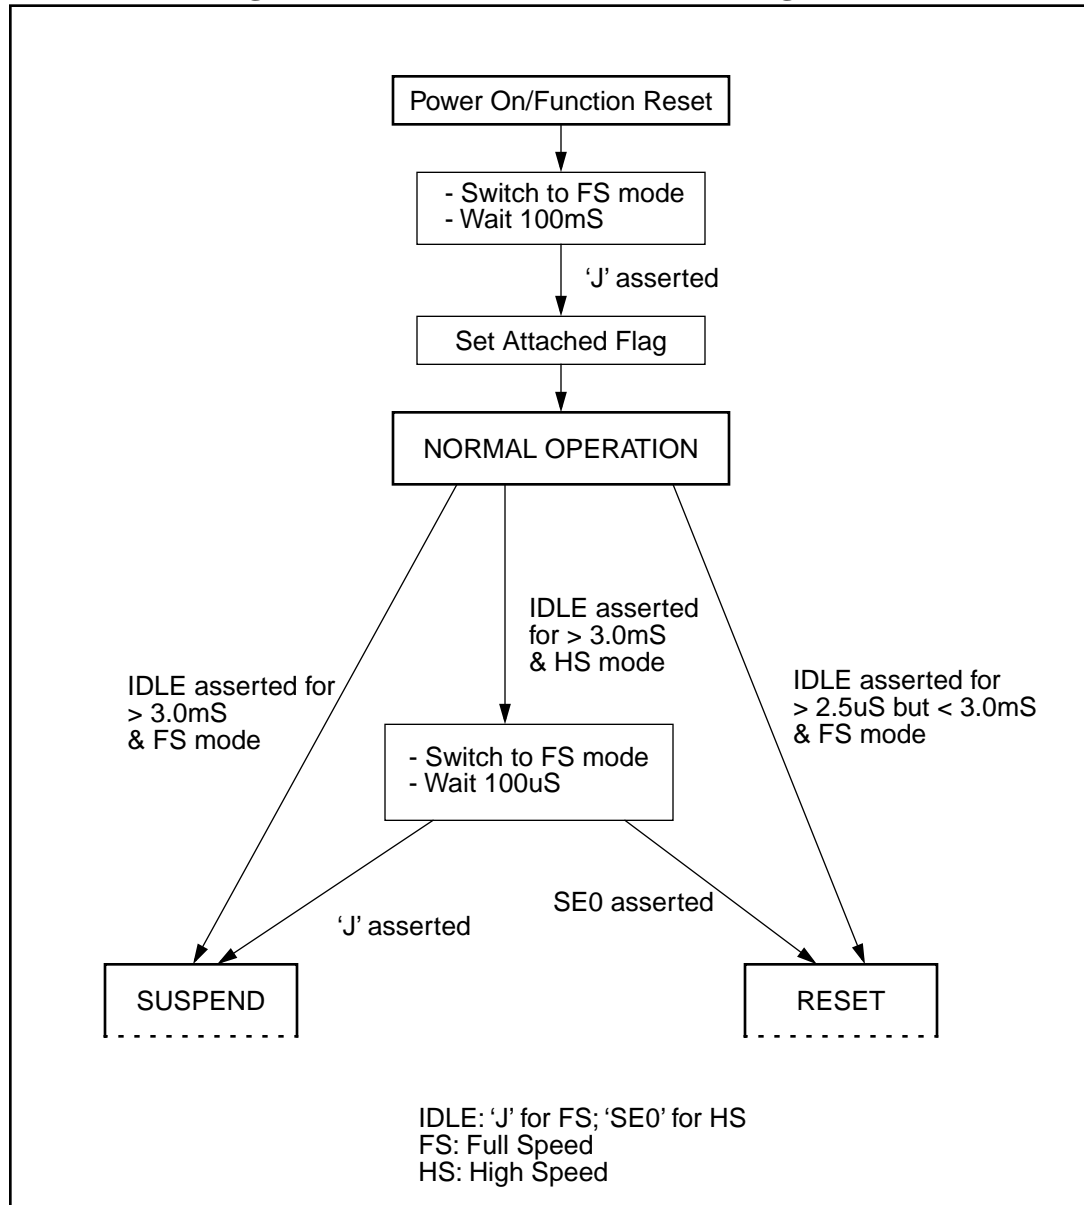 Power On/Function Reset
- Switch to FS mode
- Wait 100mS
‘J’ asserted
Set Attached Flag
NORMAL OPERATION
IDLE asserted
for > 3.0mS
& HS mode
IDLE asserted for
> 3.0mS
& FS mode
IDLE asserted for
> 2.5uS but < 3.0mS
& FS mode
- Switch to FS mode
- Wait 100uS
‘J’ asserted
SE0 asserted
SUSPEND
RESET
IDLE: ‘J’ for FS; ‘SE0’ for HS
FS: Full Speed
HS: High Speed